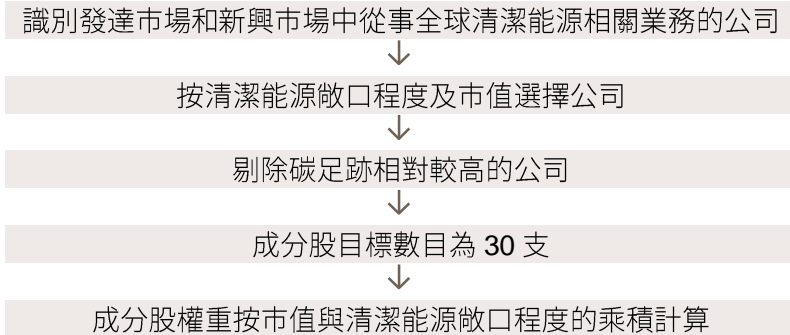 識別發達市場和新興市場中從事全球清潔能源相關業務的公司
按清潔能源敞口程度及市值選擇公司
剔除碳足跡相對較高的公司
成分股目標數目為 30 支
成分股權重按市值與清潔能源敞口程度的乘積計算